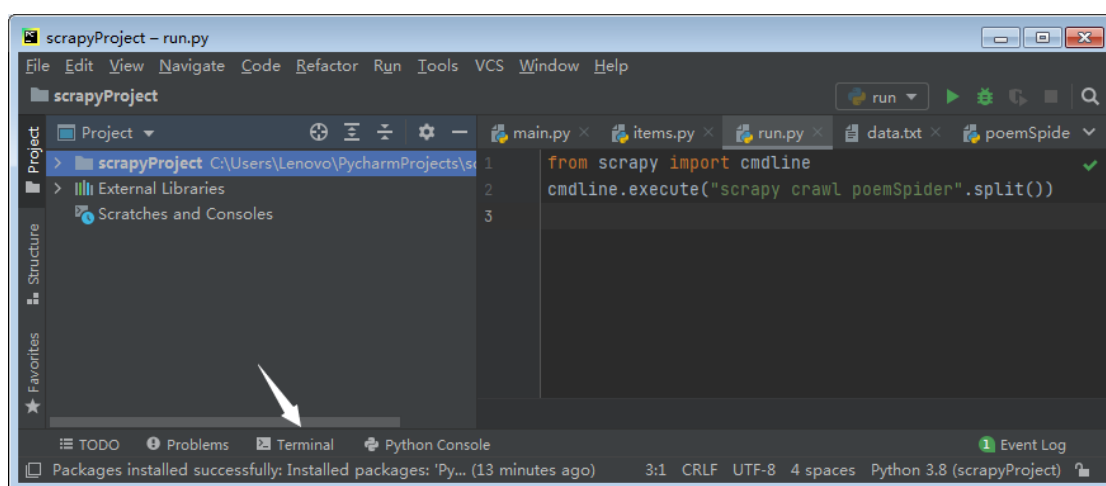 scrapyProject – run.py
File Edit View Navigate Code Refactor Run Tools VCS Window Help
scrapyProject
run
Project
main.py
items.py
run.py
data.txt
poemSpide
Project
Structure
Favorites
scrapyProject C:\Users\Lenovo\PycharmProjects\sc
External Libraries
Scratches and Consoles
1 from scrapy import cmdline
2 cmdline.execute("scrapy crawl poemSpider".split())
3
TODO Problems Terminal Python Console 1 Event Log
Packages installed successfully: Installed packages: 'Py... (13 minutes ago) 3:1 CRLF UTF-8 4 spaces Python 3.8 (scrapyProject)